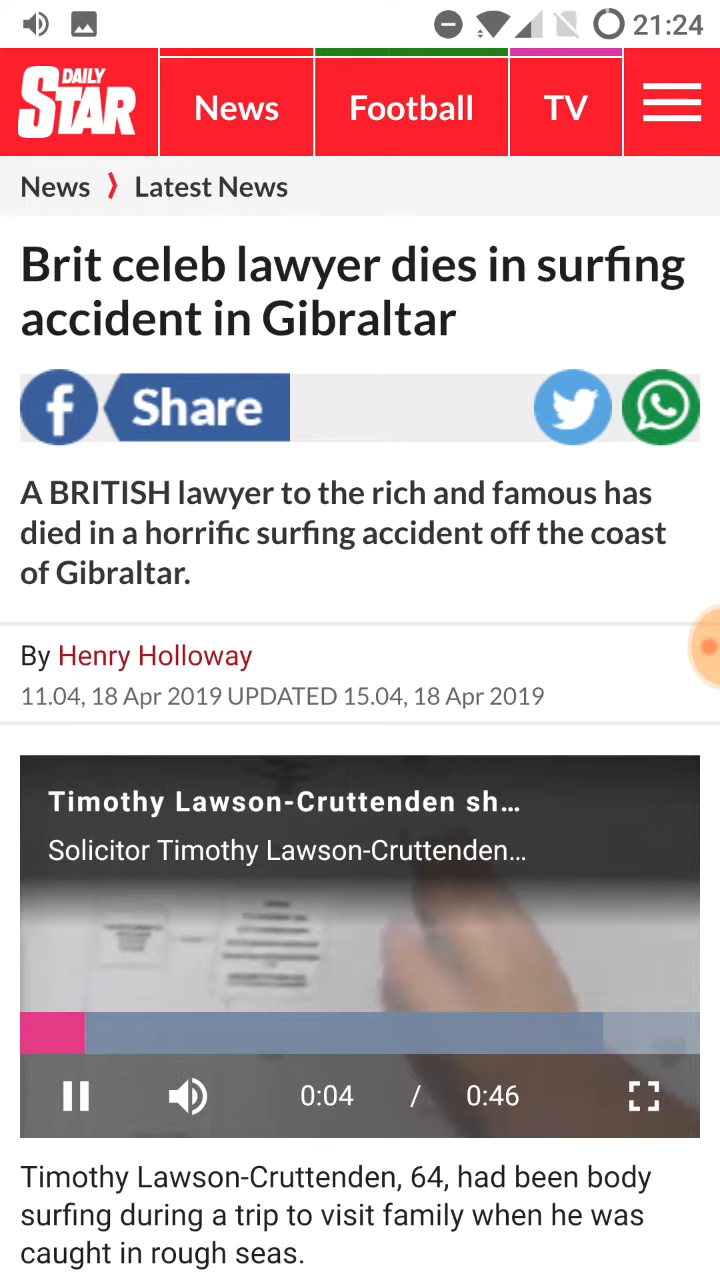 21:24
DAILY
STAR
News
Football
TV
News
Latest News
Brit celeb lawyer dies in surfing
accident in Gibraltar
f
Share
A BRITISH lawyer to the rich and famous has
died in a horrific surfing accident off the coast
of Gibraltar.
By Henry Holloway
11.04, 18 Apr 2019 UPDATED 15.04, 18 Apr 2019
Timothy Lawson-Cruttenden sh...
Solicitor Timothy Lawson-Cruttenden...
0:04 / 0:46
Timothy Lawson-Cruttenden, 64, had been body
surfing during a trip to visit family when he was
caught in rough seas.